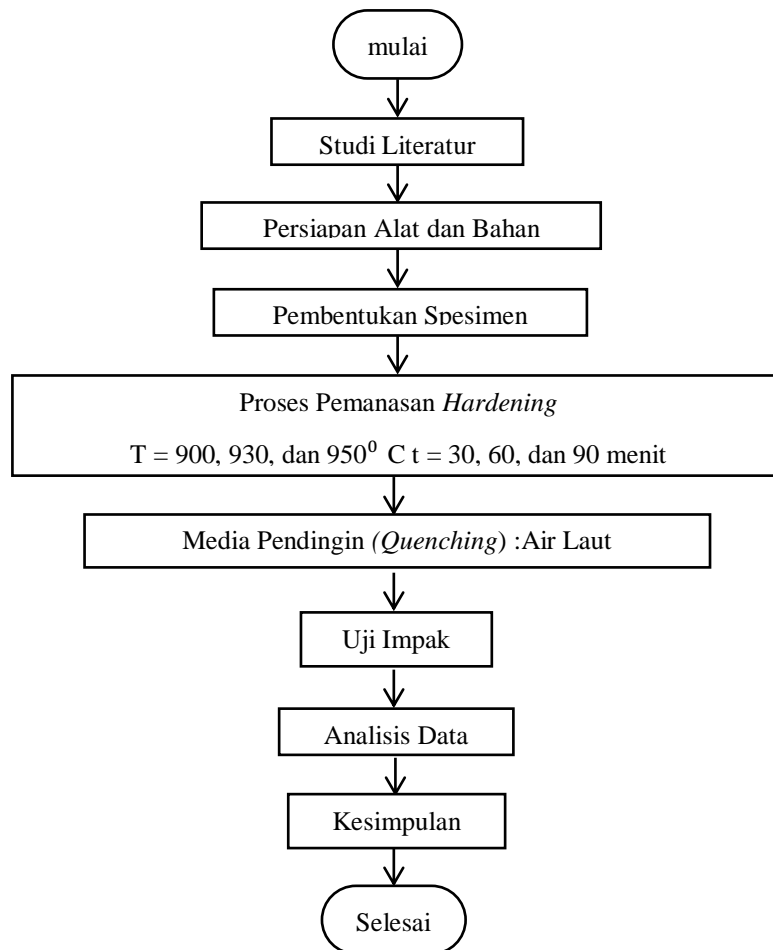 mulai
Studi Literatur
Persiapan Alat dan Bahan
Pembentukan Spesimen
Proses Pemanasan Hardening
T = 900, 930, dan 950⁰ C t = 30, 60, dan 90 menit
Media Pendingin (Quenching) :Air Laut
Uji Impak
Analisis Data
Kesimpulan
Selesai